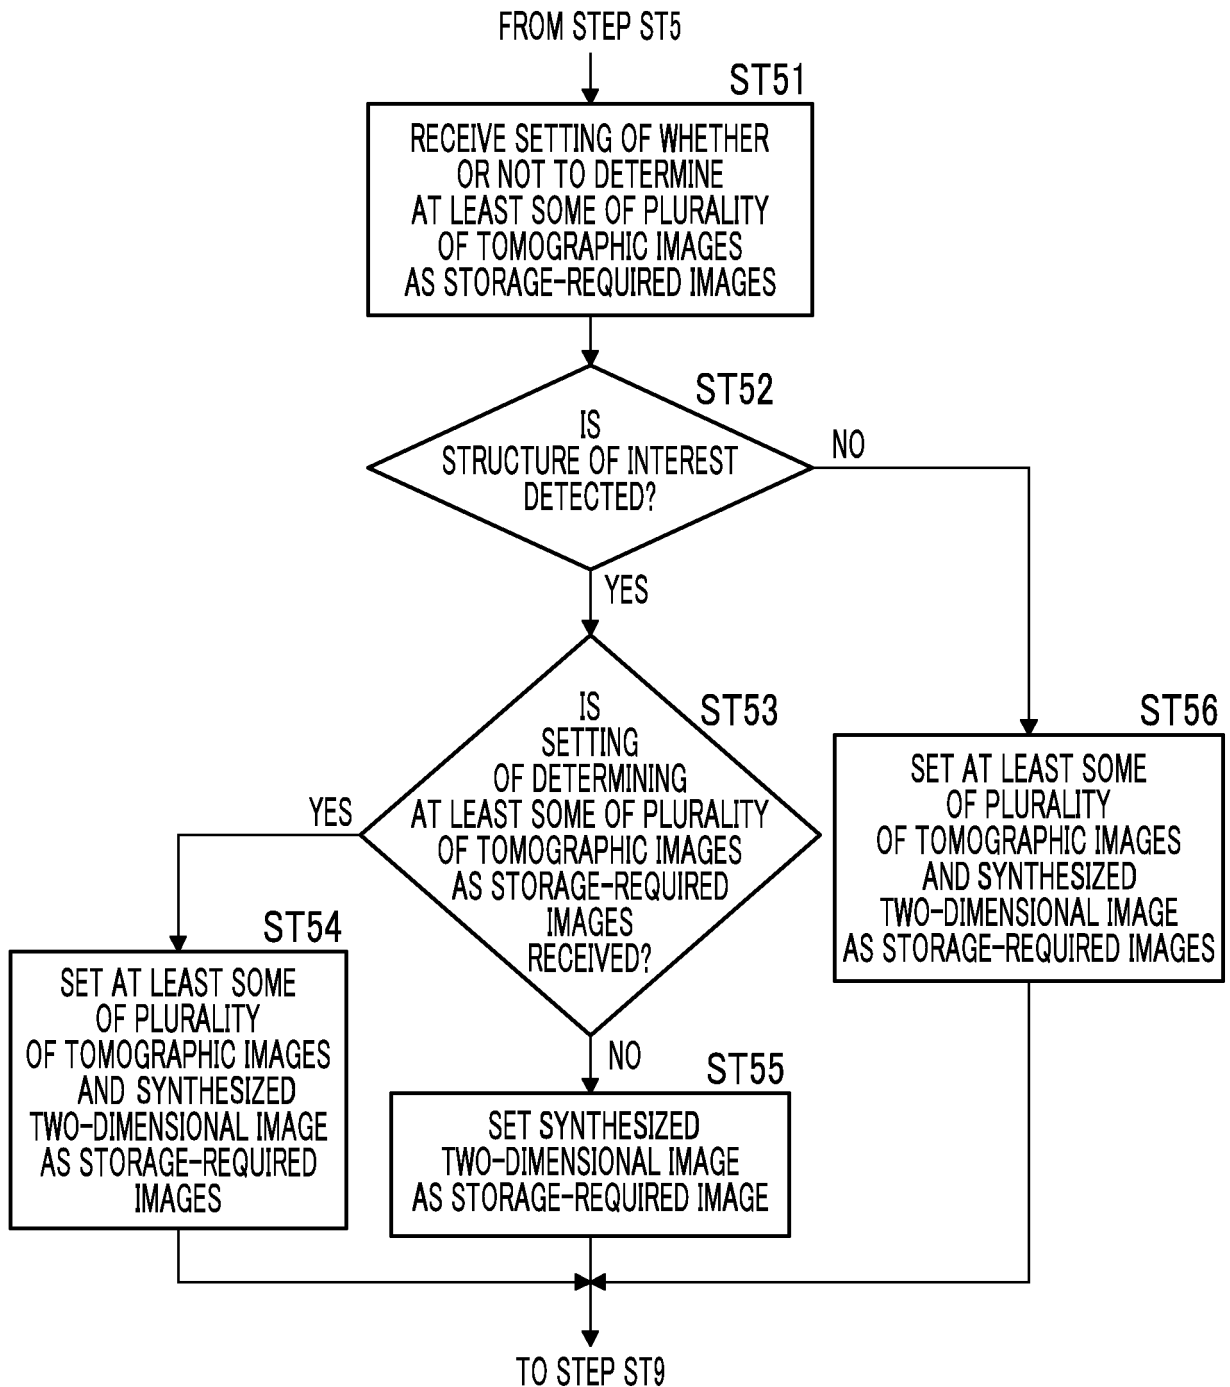 FROM STEP ST5
ST51
RECEIVE SETTING OF WHETHER
OR NOT TO DETERMINE
AT LEAST SOME OF PLURALITY
OF TOMOGRAPHIC IMAGES
AS STORAGE-REQUIRED IMAGES
ST52
IS
STRUCTURE OF INTEREST
DETECTED?
NO
YES
ST53
IS
SETTING
OF DETERMINING
AT LEAST SOME OF PLURALITY
OF TOMOGRAPHIC IMAGES
AS STORAGE-REQUIRED
IMAGES
RECEIVED?
YES
NO
ST56
SET AT LEAST SOME
OF PLURALITY
OF TOMOGRAPHIC IMAGES
AND SYNTHESIZED
TWO-DIMENSIONAL IMAGE
AS STORAGE-REQUIRED IMAGES
ST54
SET AT LEAST SOME
OF PLURALITY
OF TOMOGRAPHIC IMAGES
AND SYNTHESIZED
TWO-DIMENSIONAL IMAGE
AS STORAGE-REQUIRED
IMAGES
ST55
SET SYNTHESIZED
TWO-DIMENSIONAL IMAGE
AS STORAGE-REQUIRED IMAGE
TO STEP ST9